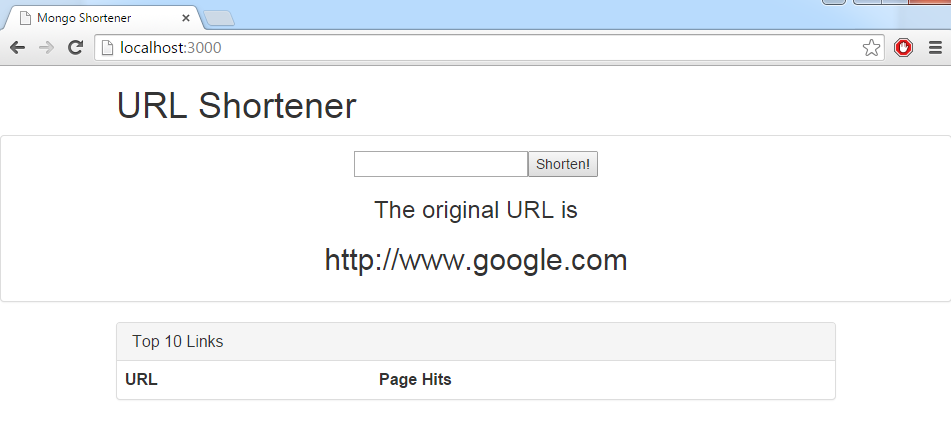 Mongo Shortener
localhost:3000
URL Shortener
Shorten!
The original URL is
http://www.google.com
Top 10 Links
URL Page Hits